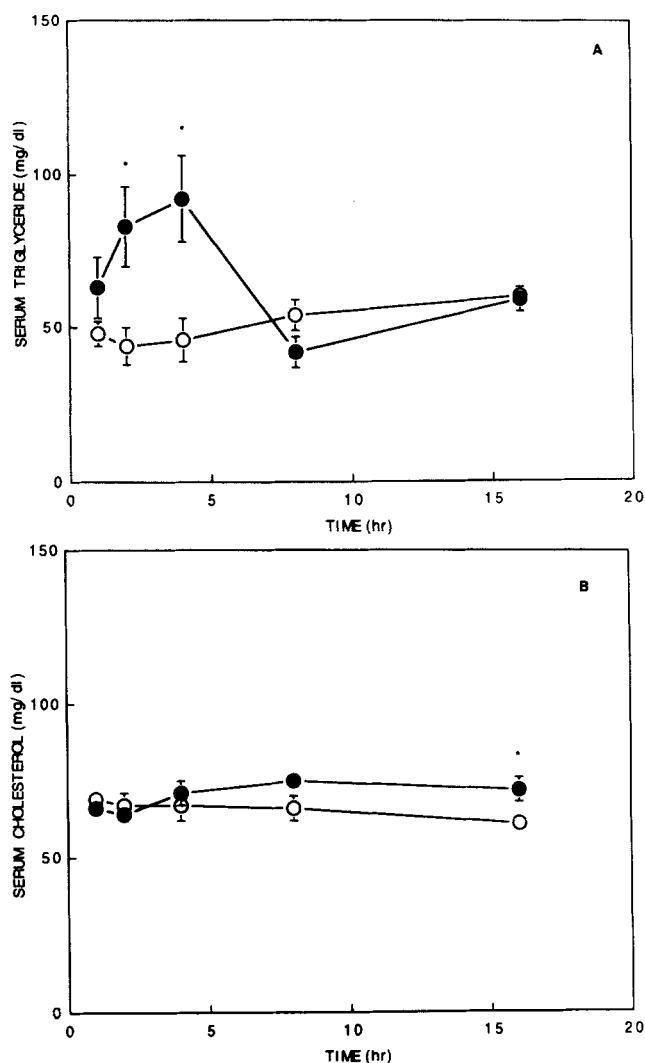 150
A
100
50
0
SERUM TRIGLYCERIDE (mg/dl)
0 5 10 15 20
TIME (hr)
150
B
100
50
0
SERUM CHOLESTEROL (mg/dl)
0 5 10 15 20
TIME (hr)